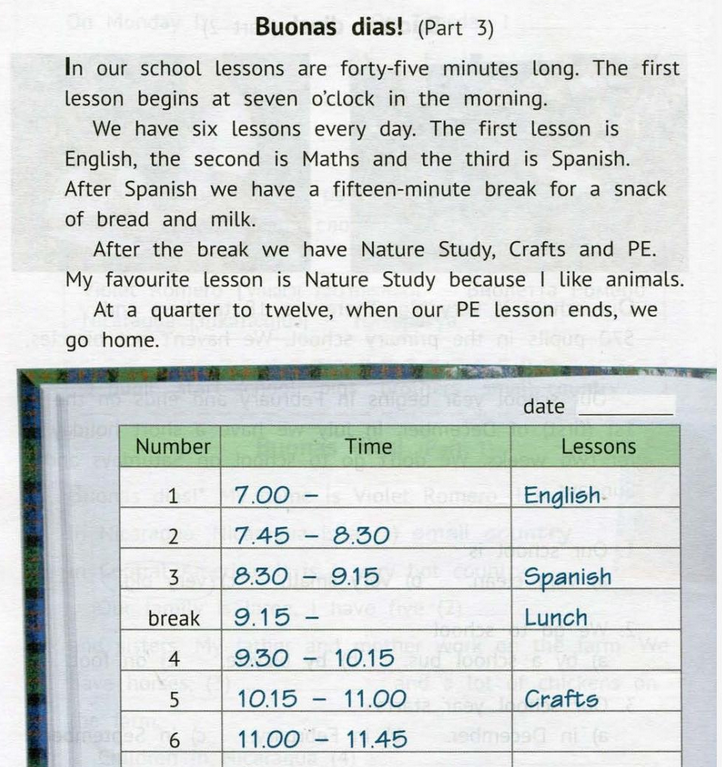 Buonas dias! (Part 3)
In our school lessons are forty-five minutes long. The first
lesson begins at seven o'clock in the morning.
We have six lessons every day. The first lesson is
English, the second is Maths and the third is Spanish.
After Spanish we have a fifteen-minute break for a snack
of bread and milk.
After the break we have Nature Study, Crafts and PE.
My favourite lesson is Nature Study because I like animals.
At a quarter to twelve, when our PE lesson ends, we
go home.
date
Number Time Lessons
1 7.00 – English
2 7.45 – 8.30
3 8.30 – 9.15 Spanish
break 9.15 – Lunch
4 9.30 – 10.15
5 10.15 – 11.00 Crafts
6 11.00 – 11.45